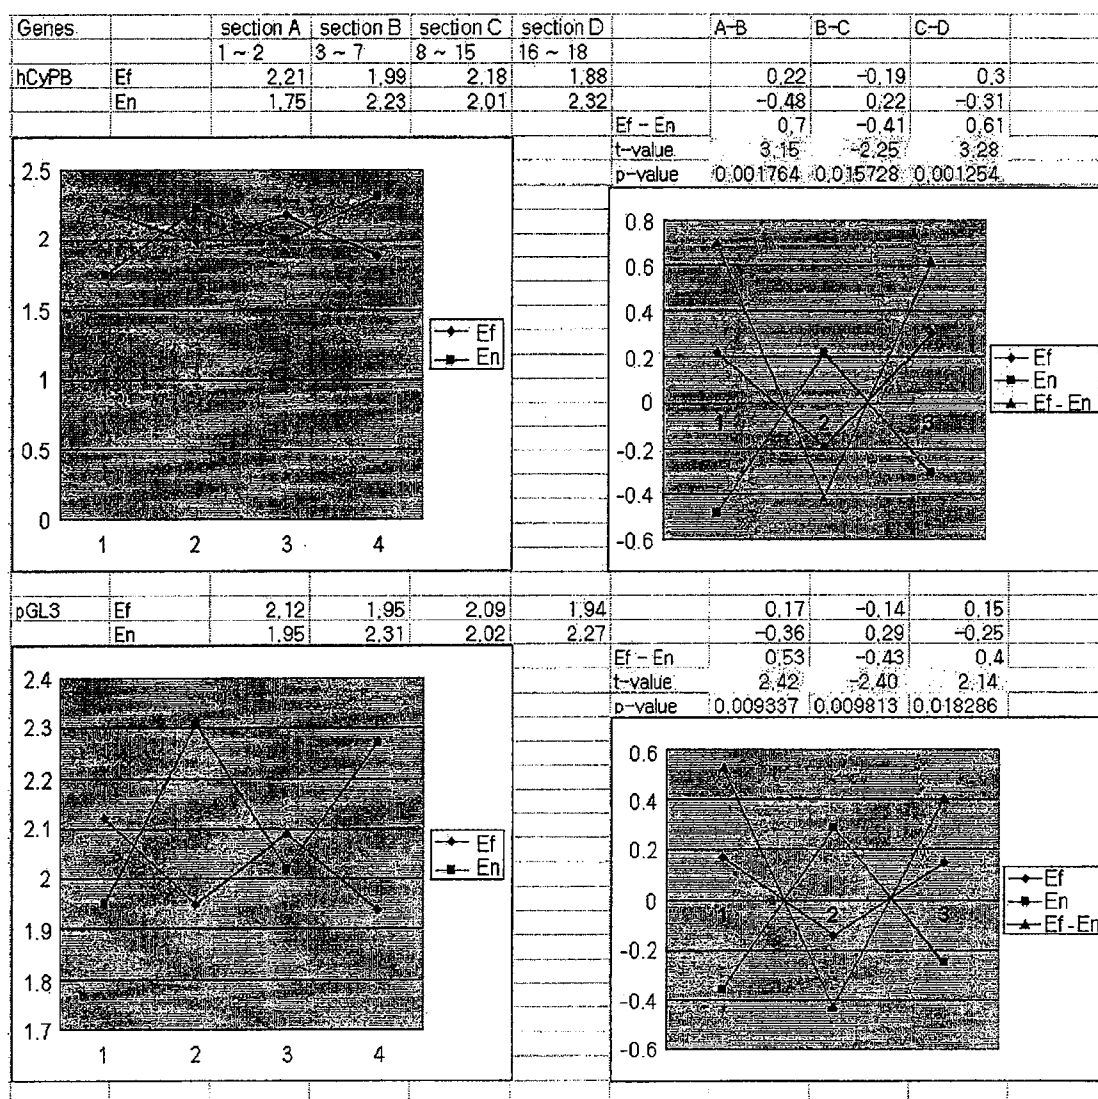 Genes section A section B section C section D A-B B-C C-D
1 ~ 2 3 ~ 7 8 ~ 15 16 ~ 18
hCyPB Ef 2,21 1,99 2,18 1,88 0,22 -0,19 0,3
En 1,75 2,23 2,01 2,32 -0,48 0,22 -0,31
Ef - En 0,7 -0,41 0,61
t-value 3,15 -2,25 3,28
p-value 0,001764 0,015728 0,001254
2.5
2
1.5
1
0.5
0
1 2 3 4
Ef
En
0.8
0.6
0.4
0.2
0
-0.2
-0.4
-0.6
1 2 3
Ef
En
Ef - En
pGL3 Ef 2,12 1,95 2,09 1,94 0,17 -0,14 0,15
En 1,95 2,31 2,02 2,27 -0,36 0,29 -0,25
Ef - En 0,53 -0,43 0,4
t-value 2,42 -2,40 2,14
p-value 0,009337 0,009813 0,018286
2.4
2.3
2.2
2.1
2
1.9
1.8
1.7
1 2 3 4
Ef
En
0.6
0.4
0.2
0
-0.2
-0.4
-0.6
1 2 3
Ef
En
Ef - En